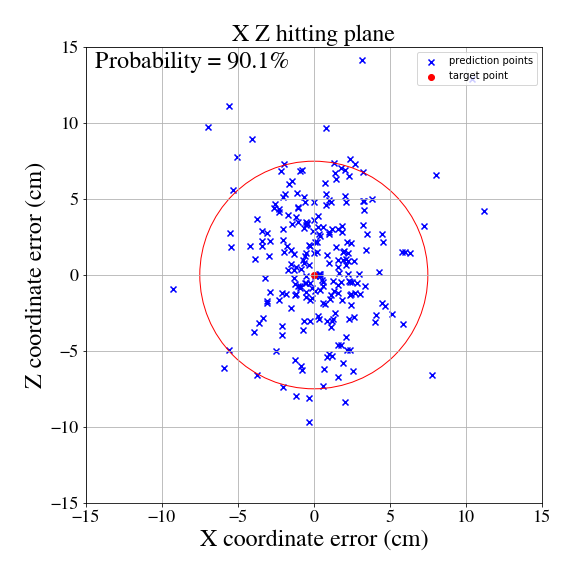 X Z hitting plane
Probability = 90.1%
prediction points
target point
15
10
5
0
−5
−10
−15
Z coordinate error (cm)
−15
−10
−5
0
5
10
15
X coordinate error (cm)